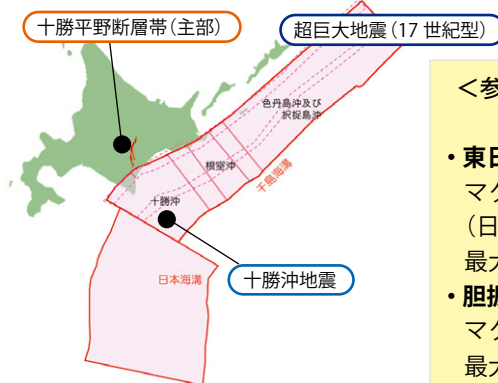 十勝平野断層帯（主部）
超巨大地震（17 世紀型）
色丹島沖及び
択捉島沖
根室沖
千島海溝
十勝沖
日本海溝
十勝沖地震
＜参
・東日
マグ
（日
最大
・胆振
マグ
最大